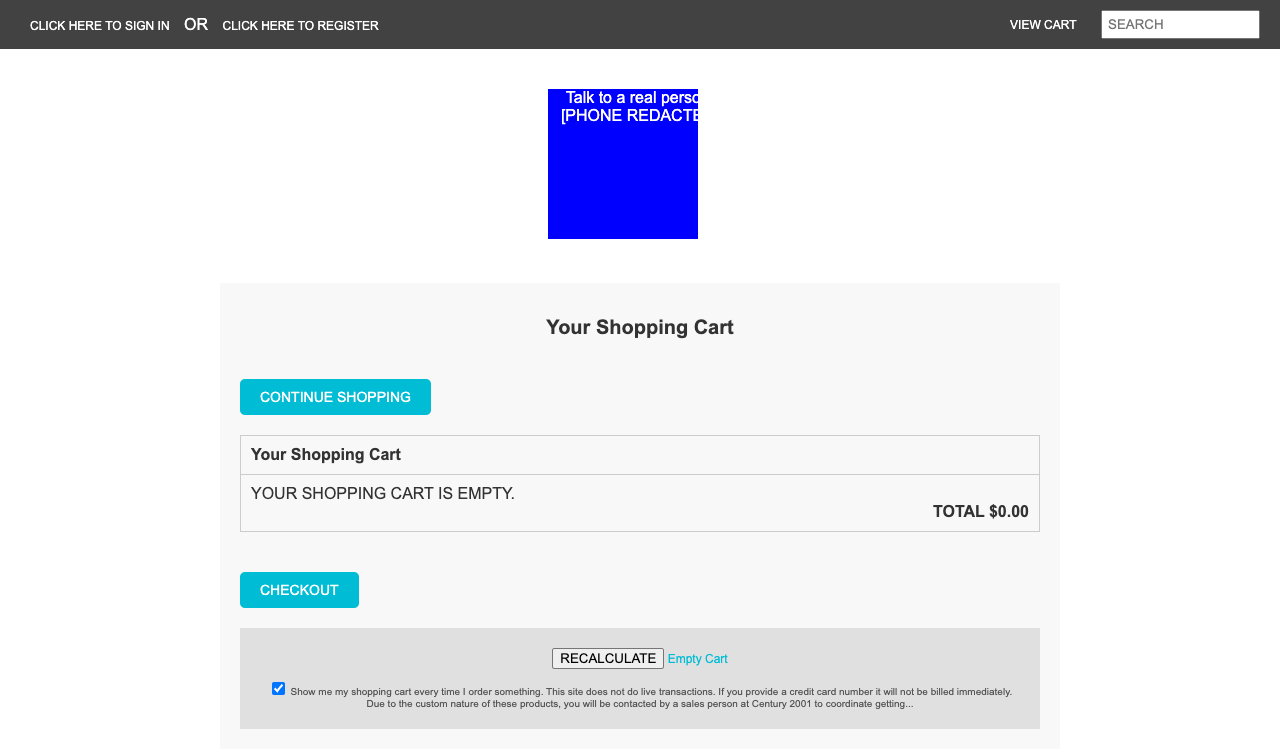 CLICK HERE TO SIGN IN OR CLICK HERE TO REGISTER VIEW CART SEARCH
Talk to a real perso
[PHONE REDACTE
Your Shopping Cart
CONTINUE SHOPPING
Your Shopping Cart
YOUR SHOPPING CART IS EMPTY.
TOTAL $0.00
CHECKOUT
RECALCULATE Empty Cart
Show me my shopping cart every time I order something. This site does not do live transactions. If you provide a credit card number it will not be billed immediately.
Due to the custom nature of these products, you will be contacted by a sales person at Century 2001 to coordinate getting...